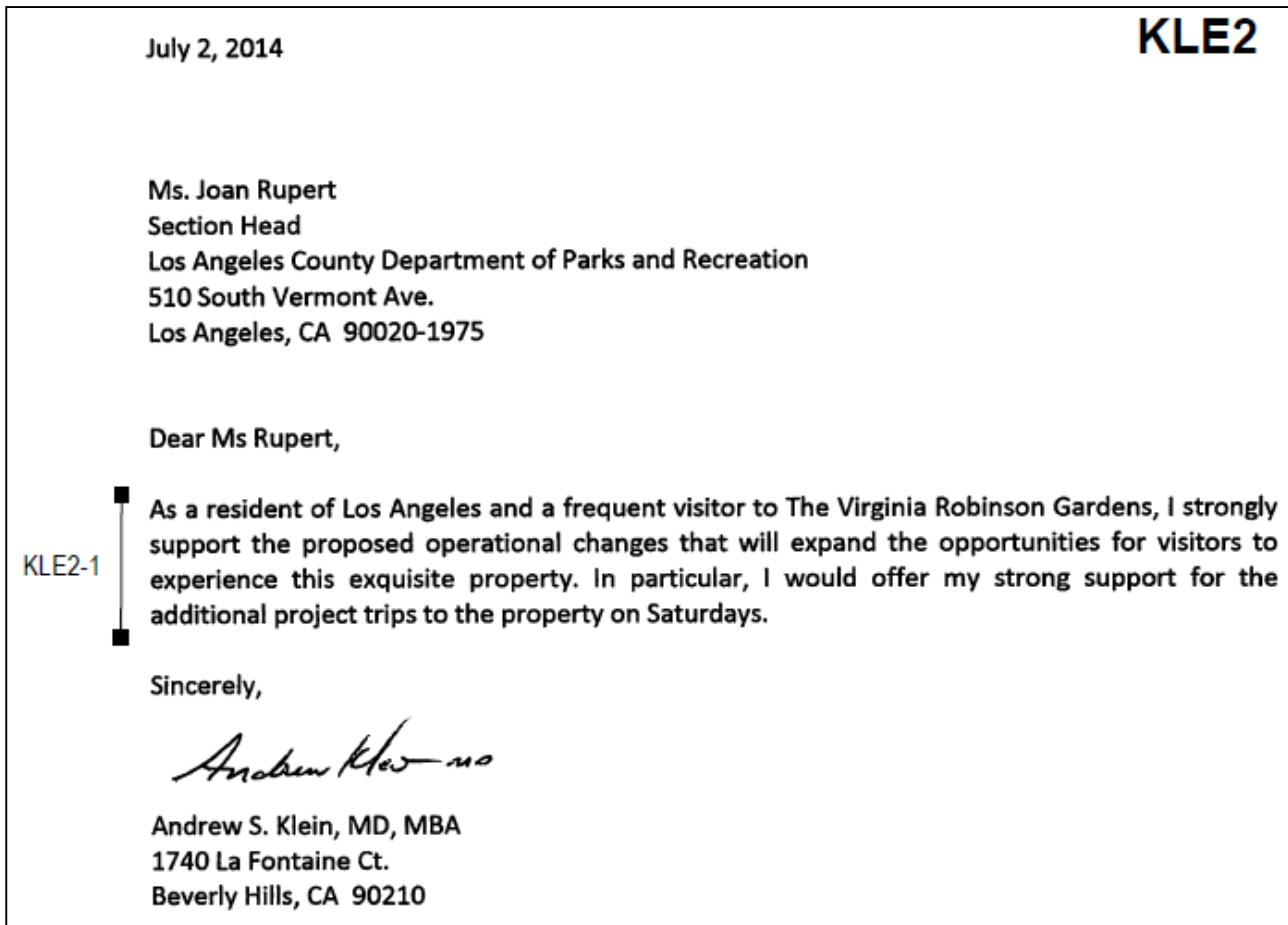 July 2, 2014
KLE2
Ms. Joan Rupert
Section Head
Los Angeles County Department of Parks and Recreation
510 South Vermont Ave.
Los Angeles, CA  90020-1975
Dear Ms Rupert,
KLE2-1
As a resident of Los Angeles and a frequent visitor to The Virginia Robinson Gardens, I strongly
support the proposed operational changes that will expand the opportunities for visitors to
experience this exquisite property. In particular, I would offer my strong support for the
additional project trips to the property on Saturdays.
Sincerely,
Andrew Klein MD
Andrew S. Klein, MD, MBA
1740 La Fontaine Ct.
Beverly Hills, CA  90210